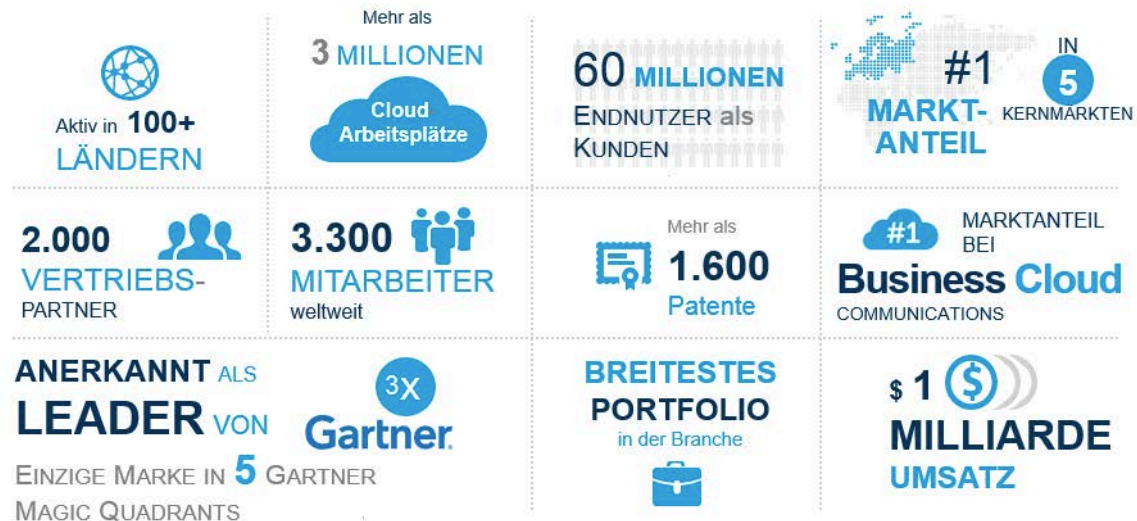 Aktiv in 100+
LÄNDERN
Mehr als
3 MILLIONEN
Cloud
Arbeitsplätze
60 MILLIONEN
ENDNUTZER als
KUNDEN
#1
MARKT-
ANTEIL
IN
5
KERNMÄRKTEN
2.000
VERTRIEBS-
PARTNER
3.300
MITARBEITER
weltweit
Mehr als
1.600
Patente
#1
MARKTANTEIL
BEI
Business Cloud
COMMUNICATIONS
ANERKANNT ALS
LEADER VON
3X
Gartner.
EINZIGE MARKE IN 5 GARTNER
MAGIC QUADRANTS
BREITESTES
PORTFOLIO
in der Branche
$ 1 $
MILLIARDE
UMSATZ